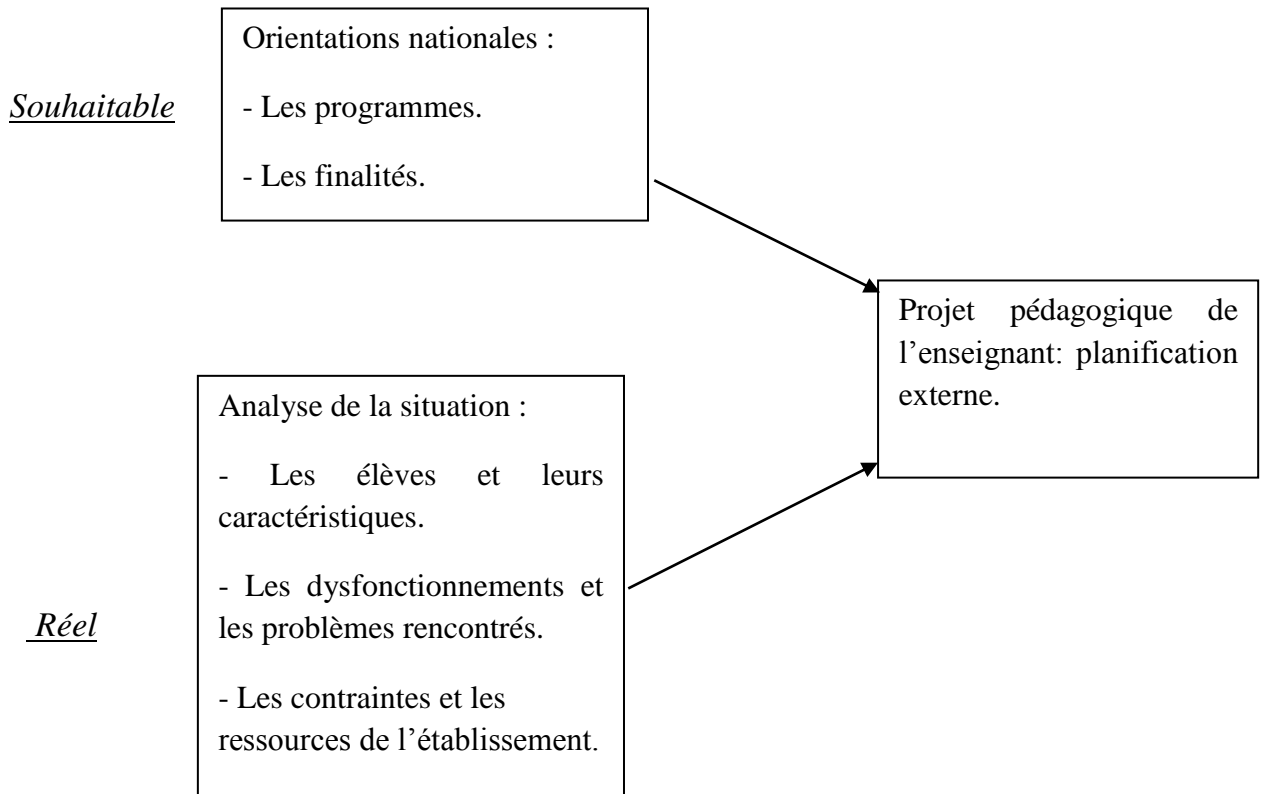 Orientations nationales :
Souhaitable
- Les programmes.
- Les finalités.
Projet pédagogique de
l’enseignant: planification
externe.
Analyse de la situation :
- Les élèves et leurs
caractéristiques.
- Les dysfonctionnements et
les problèmes rencontrés.
Réel
- Les contraintes et les
ressources de l’établissement.